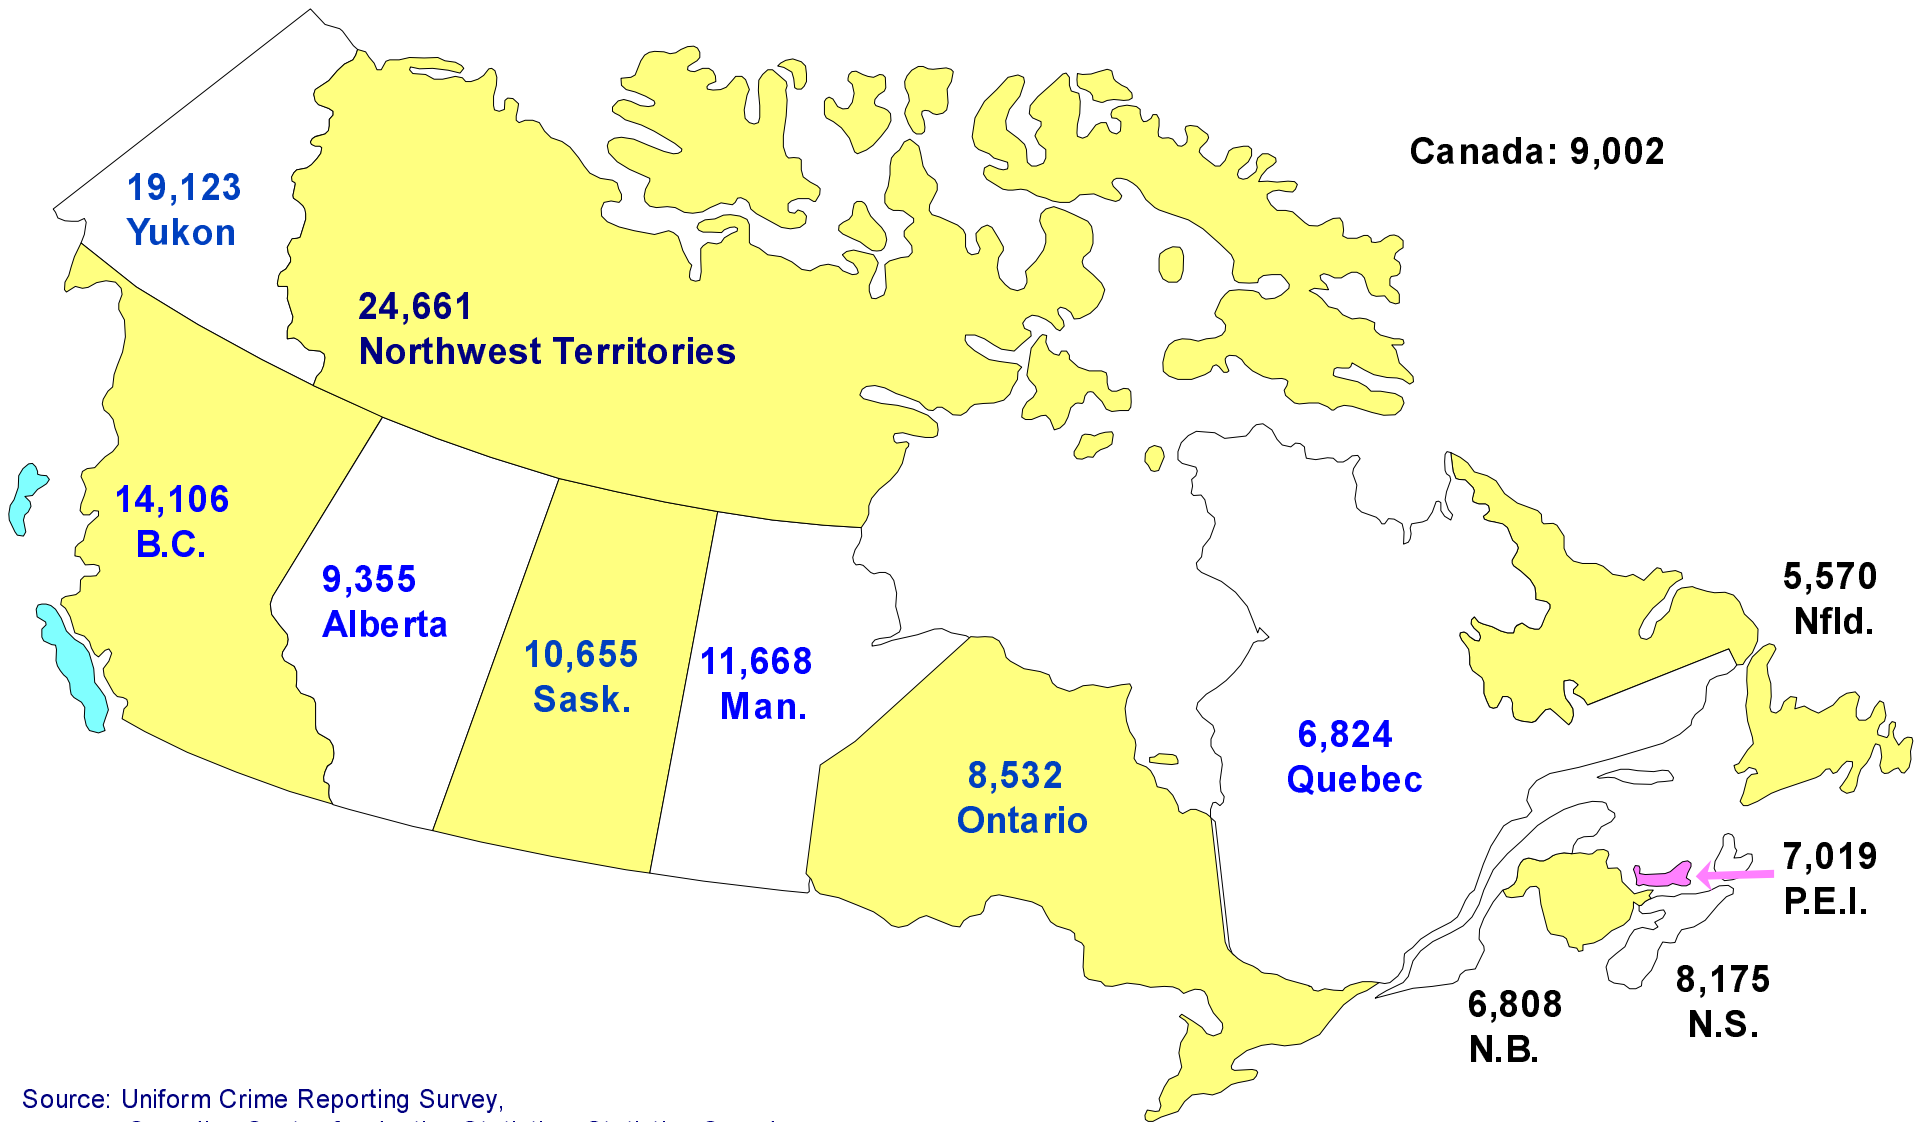 Canada: 9,002
19,123
Yukon
24,661
Northwest Territories
14,106
B.C.
9,355
Alberta
10,655
Sask.
11,668
Man.
8,532
Ontario
6,824
Quebec
5,570
Nfld.
7,019
P.E.I.
8,175
N.S.
6,808
N.B.
Source: Uniform Crime Reporting Survey,